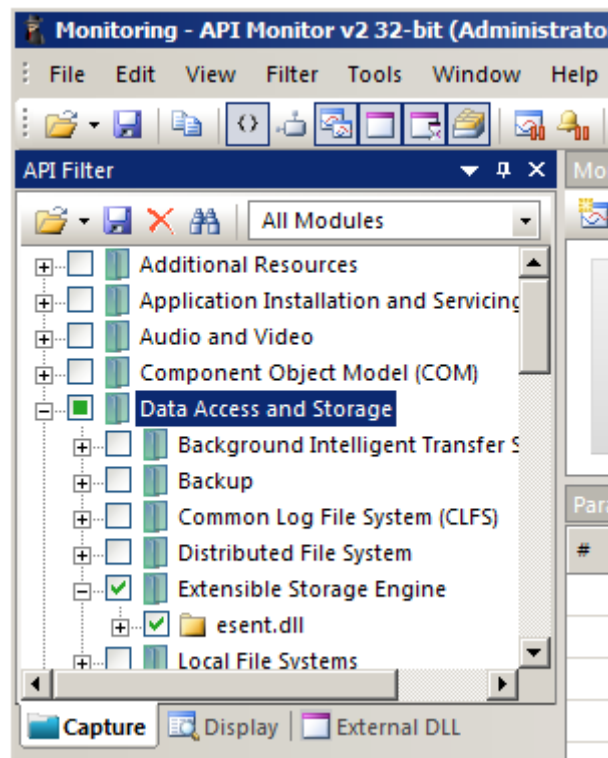 Monitoring - API Monitor v2 32-bit (Administrato
File Edit View Filter Tools Window Help
API Filter
Mo
All Modules
Additional Resources
Application Installation and Servicing
Audio and Video
Component Object Model (COM)
Data Access and Storage
Background Intelligent Transfer S
Backup
Common Log File System (CLFS)
Distributed File System
Extensible Storage Engine
esent.dll
Local File Systems
Para
#
Capture Display External DLL